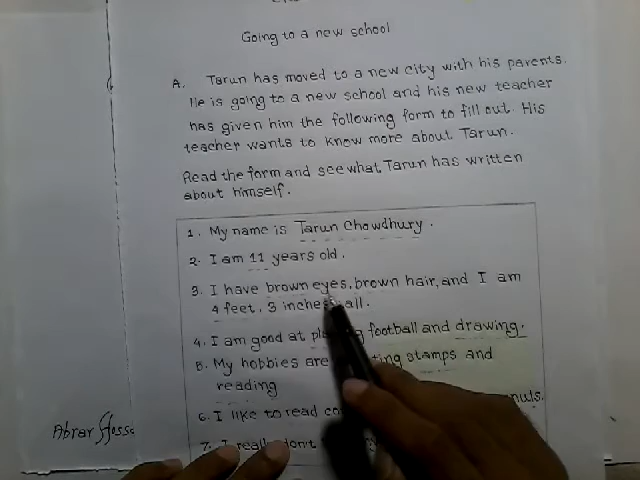 Going to a new school
A. Tarun has moved to a new city with his parents.
He is going to a new school and his new teacher
has given him the following form to fill out. His
teacher wants to know more about Tarun.
Read the form and see what Tarun has written
about himself.
1. My name is Tarun Chowdhury.
2. I am 11 years old.
3. I have brown eyes, brown hair, and I am
4 feet, 3 inches
4. I am good at football and drawing.
5. My hobbies are stamps and
reading
6. I like to read
7. I really don't
Abrar